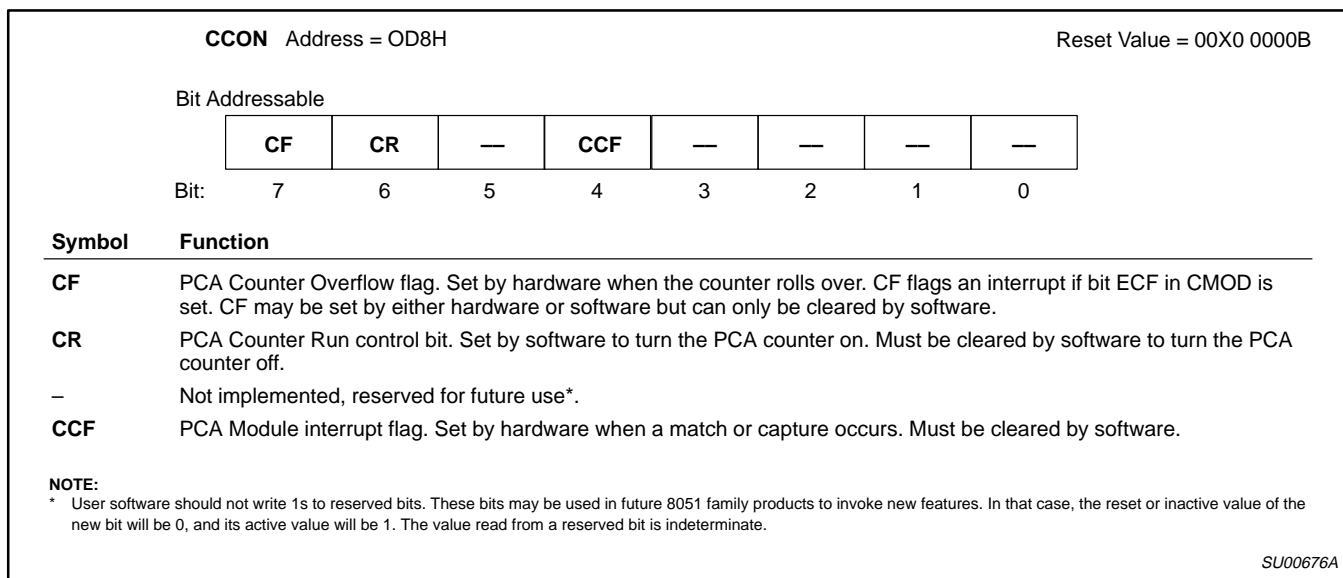 CCON Address = OD8H Reset Value = 00X0 0000B
Bit Addressable
CF CR — CCF — — — —
Bit: 7 6 5 4 3 2 1 0
Symbol Function
CF PCA Counter Overflow flag. Set by hardware when the counter rolls over. CF flags an interrupt if bit ECF in CMOD is
set. CF may be set by either hardware or software but can only be cleared by software.
CR PCA Counter Run control bit. Set by software to turn the PCA counter on. Must be cleared by software to turn the PCA
counter off.
– Not implemented, reserved for future use*.
CCF PCA Module interrupt flag. Set by hardware when a match or capture occurs. Must be cleared by software.
NOTE:
* User software should not write 1s to reserved bits. These bits may be used in future 8051 family products to invoke new features. In that case, the reset or inactive value of the
new bit will be 0, and its active value will be 1. The value read from a reserved bit is indeterminate.
SU00676A